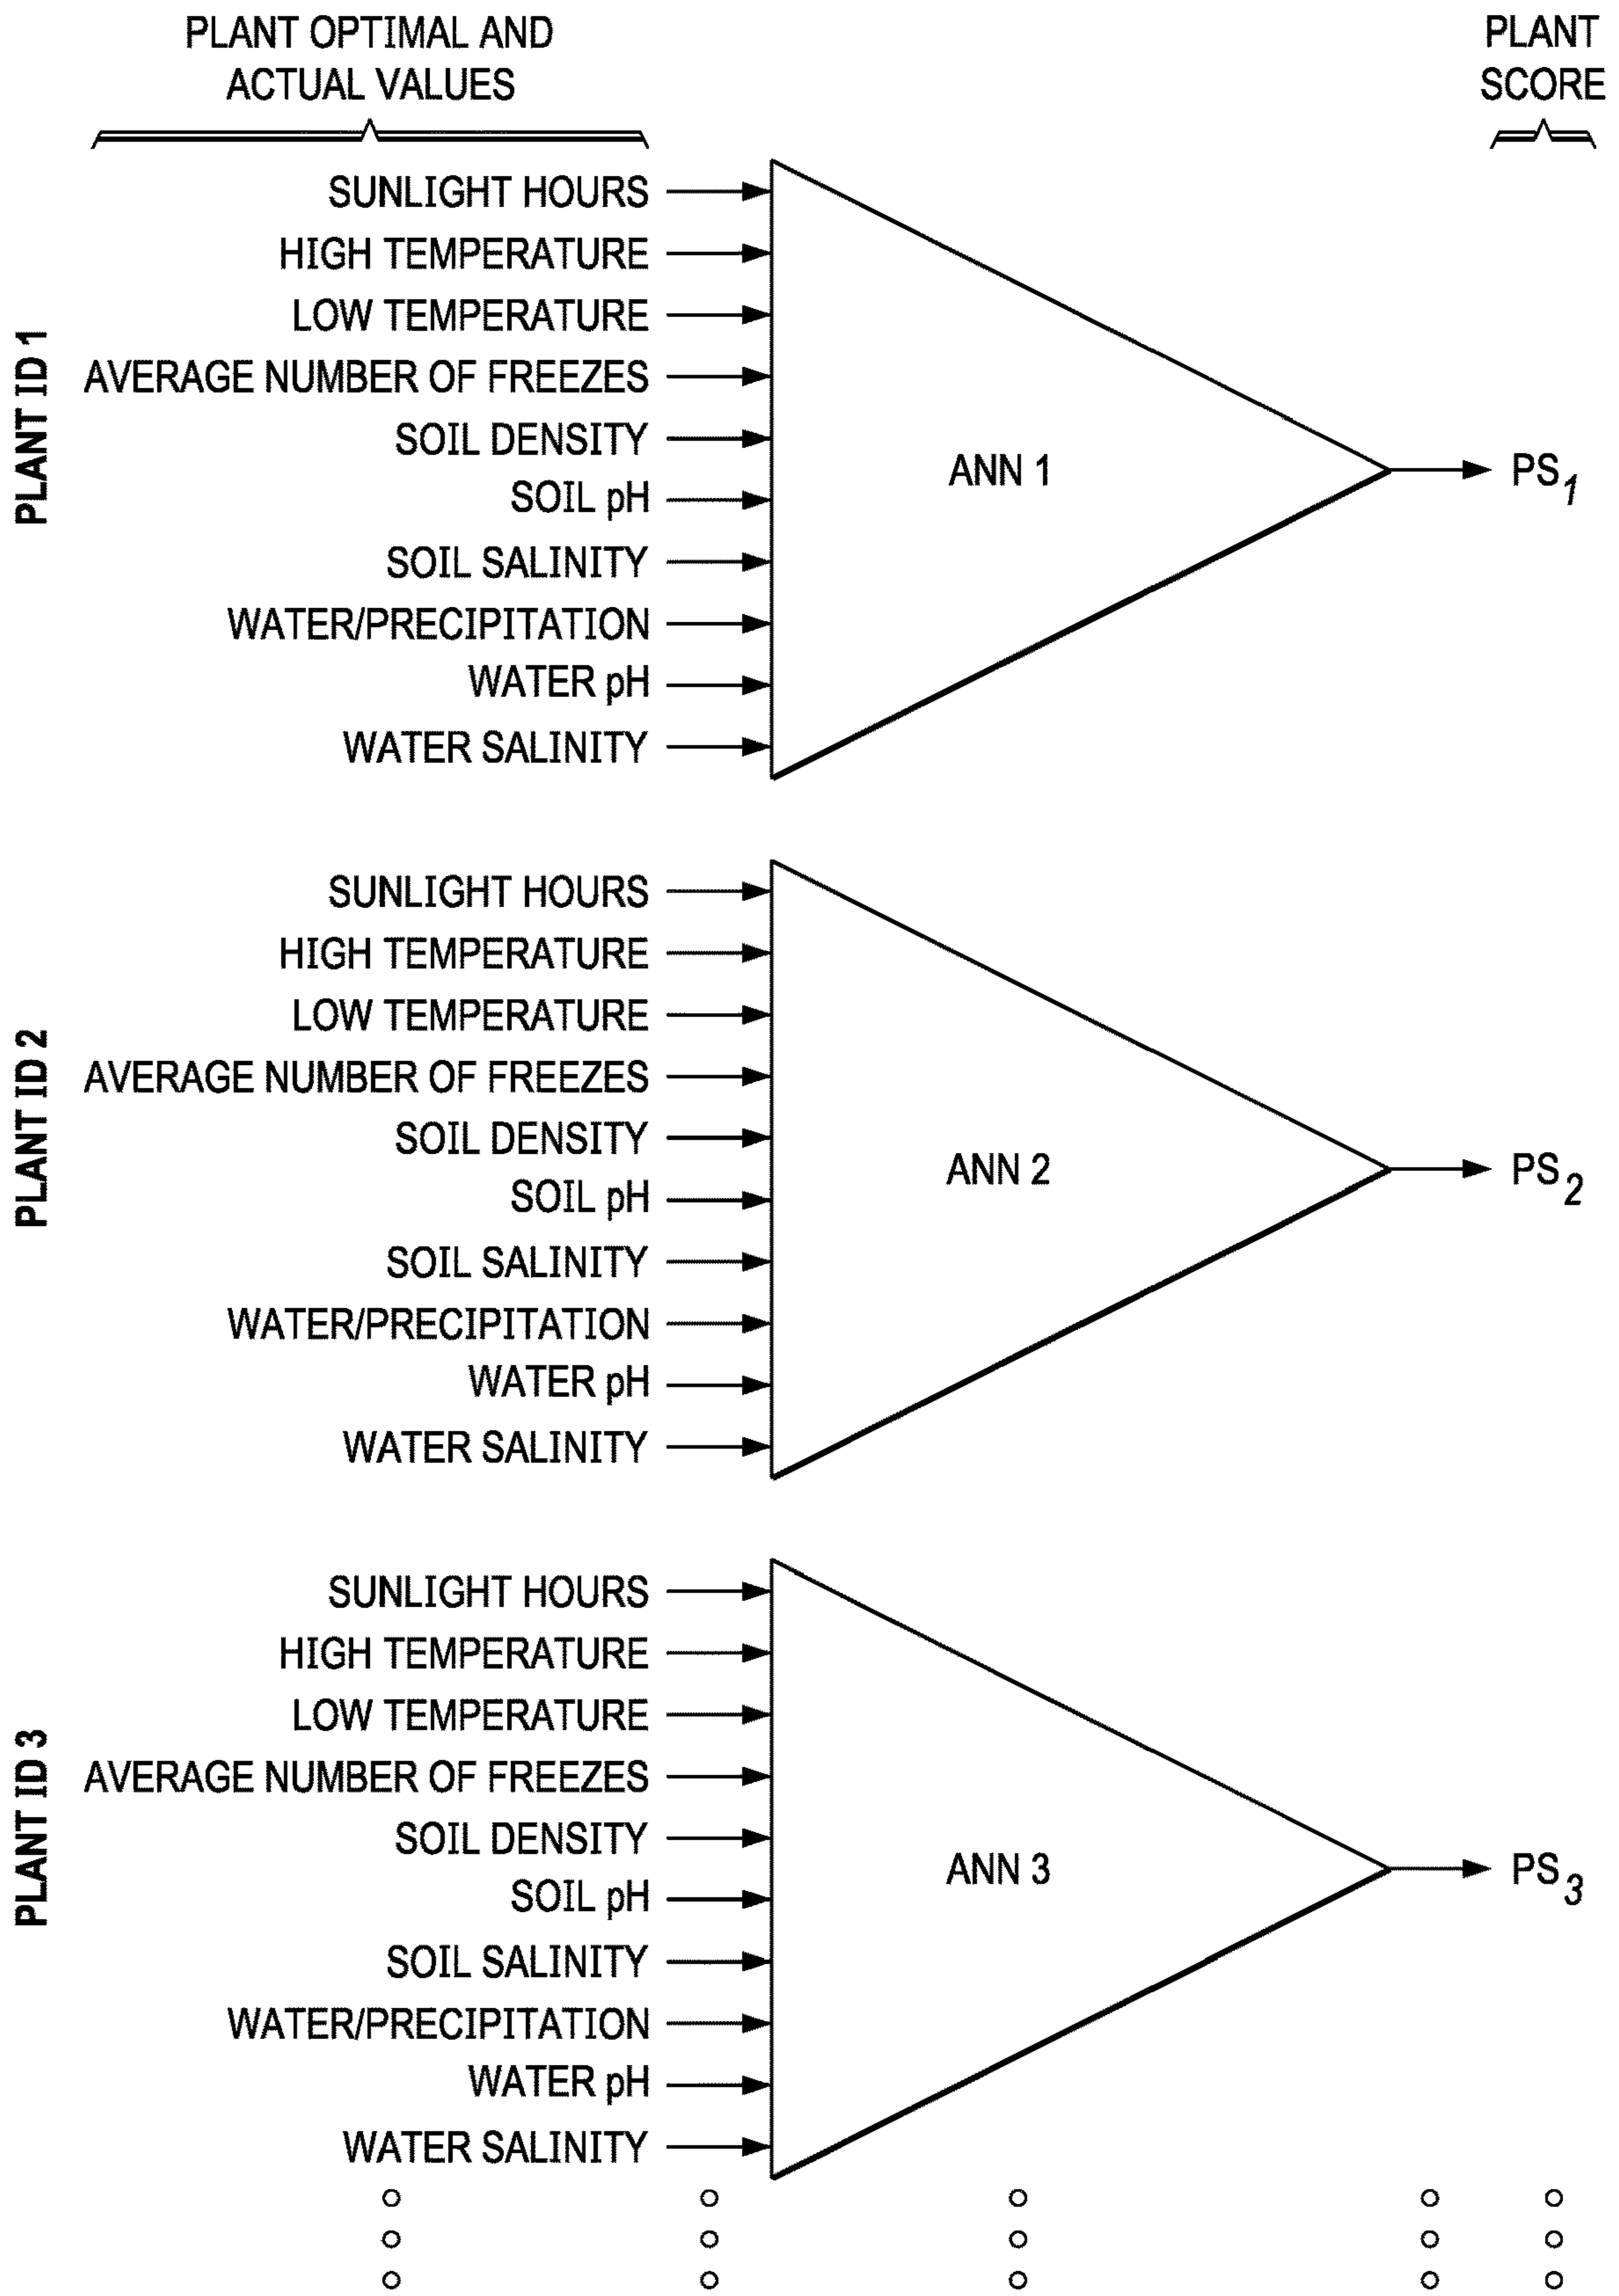 PLANT OPTIMAL AND
ACTUAL VALUES
PLANT
SCORE
PLANT ID 1
SUNLIGHT HOURS
HIGH TEMPERATURE
LOW TEMPERATURE
AVERAGE NUMBER OF FREEZES
SOIL DENSITY
SOIL pH
SOIL SALINITY
WATER/PRECIPITATION
WATER pH
WATER SALINITY
ANN 1
PS1
PLANT ID 2
SUNLIGHT HOURS
HIGH TEMPERATURE
LOW TEMPERATURE
AVERAGE NUMBER OF FREEZES
SOIL DENSITY
SOIL pH
SOIL SALINITY
WATER/PRECIPITATION
WATER pH
WATER SALINITY
ANN 2
PS2
PLANT ID 3
SUNLIGHT HOURS
HIGH TEMPERATURE
LOW TEMPERATURE
AVERAGE NUMBER OF FREEZES
SOIL DENSITY
SOIL pH
SOIL SALINITY
WATER/PRECIPITATION
WATER pH
WATER SALINITY
ANN 3
PS3